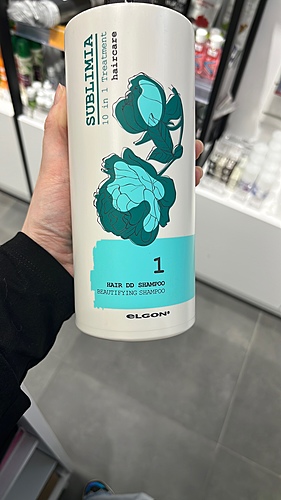 SUBLIMIA
10 in 1 Treatment
haircare
1
HAIR DD SHAMPOO
BEAUTIFYING SHAMPOO
eLGON®